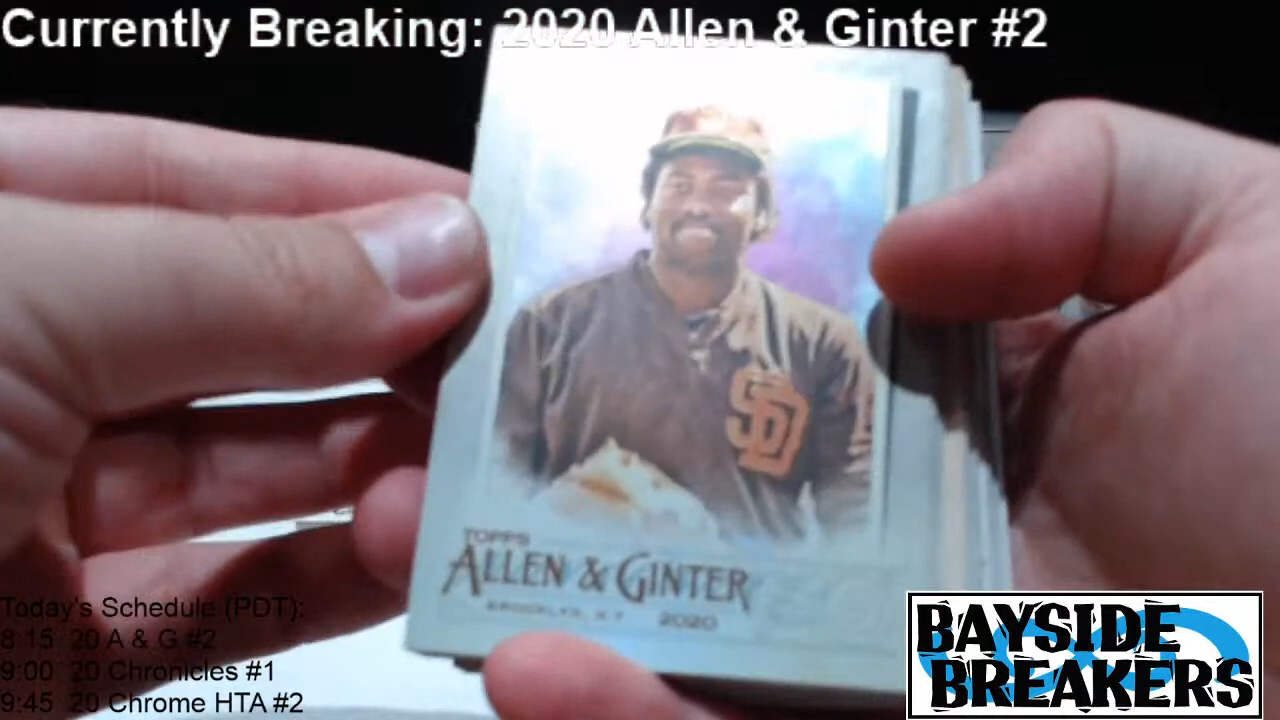 Currently Breaking: 2020 Allen & Ginter #2
SD
TOPPS
ALLEN & GINTER
BROOKLYN, N.Y. 2020
Today's Schedule (PDT):
8:15 20 A & G #2
9:00 20 Chronicles #1
9:45 20 Chrome HTA #2
BAYSIDE
BREAKERS